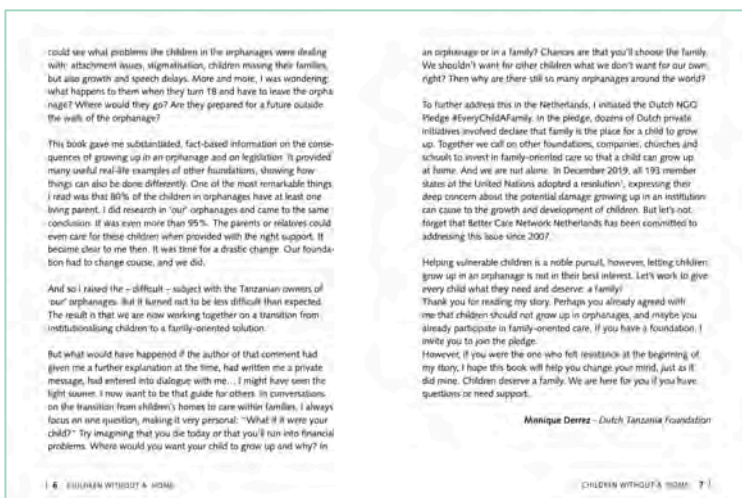 could see what problems the children in the orphanages were dealing
with: attachment issues, stigmatisation, children missing their families,
but also growth and speech delays. More and more, I was wondering:
what happens to them when they turn 18 and have to leave the orpha
nage? Where would they go? Are they prepared for a future outside
the walls of the orphanage?
This book gave me substantiated, fact-based information on the conse-
quences of growing up in an orphanage and on legislation. It provided
many useful real-life examples of other foundations, showing how
things can also be done differently. One of the most remarkable things
I read was that 80% of the children in orphanages have at least one
living parent. I did research in 'our' orphanages and came to the same
conclusion. It was even more than 95%. The parents or relatives could
even care for these children when provided with the right support. It
became clear to me then. It was time for a drastic change. Our founda-
tion had to change course, and we did.
And so I raised the – difficult – subject with the Tanzanian owners of
'our' orphanages. But it turned out to be less difficult than expected.
The result is that we are now working together on a transition from
institutionalising children to a family-oriented solution.
But what would have happened if the author of that comment had
given me a further explanation at the time, had written me a private
message, had entered into dialogue with me... I might have seen the
light sooner. I now want to be that guide for others. In conversations
on the transition from children's homes to care within families, I always
focus on one question, making it very personal: "What if it were your
child?" Try imagining that you die today or that you'll run into financial
problems. Where would you want your child to grow up and why? In
| 6 CHILDREN WITHOUT A HOME
an orphanage or in a family? Chances are that you'll choose the family.
We shouldn't want for other children what we don't want for our own,
right? Then why are there still so many orphanages around the world?
To further address this in the Netherlands, I initiated the Dutch NGO
Pledge #EveryChildAFamily. In the pledge, dozens of Dutch private
initiatives involved declare that family is the place for a child to grow
up. Together we call on other foundations, companies, churches and
schools to invest in family-oriented care so that a child can grow up
at home. And we are not alone. In December 2019, all 193 member
states of the United Nations adopted a resolution¹, expressing their
deep concern about the potential damage growing up in an institution
can cause to the growth and development of children. But let's not
forget that Better Care Network Netherlands has been committed to
addressing this issue since 2007.
Helping vulnerable children is a noble pursuit, however, letting children
grow up in an orphanage is not in their best interest. Let's work to give
every child what they need and deserve: a family!
Thank you for reading my story. Perhaps you already agreed with
me that children should not grow up in orphanages, and maybe you
already participate in family-oriented care. If you have a foundation, I
invite you to join the pledge.
However, if you were the one who felt resistance at the beginning of
my story, I hope this book will help you change your mind, just as it
did mine. Children deserve a family. We are here for you if you have
questions or need support.
Monique Derrez – Dutch Tanzania Foundation
CHILDREN WITHOUT A HOME 7 |